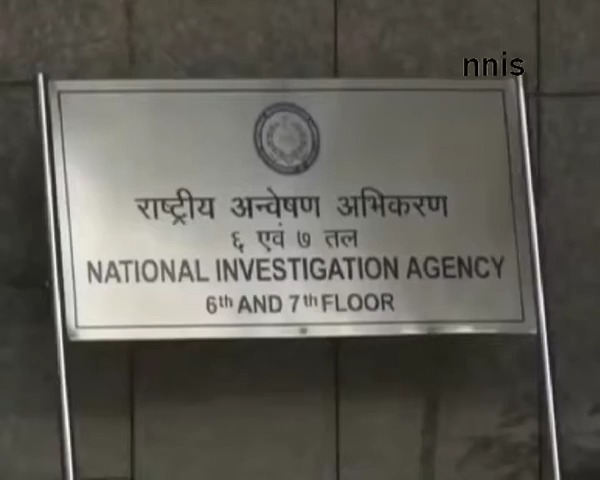 nnis
राष्ट्रीय अन्वेषण अभिकरण
६ एवं ७ तल
NATIONAL INVESTIGATION AGENCY
6th AND 7th FLOOR